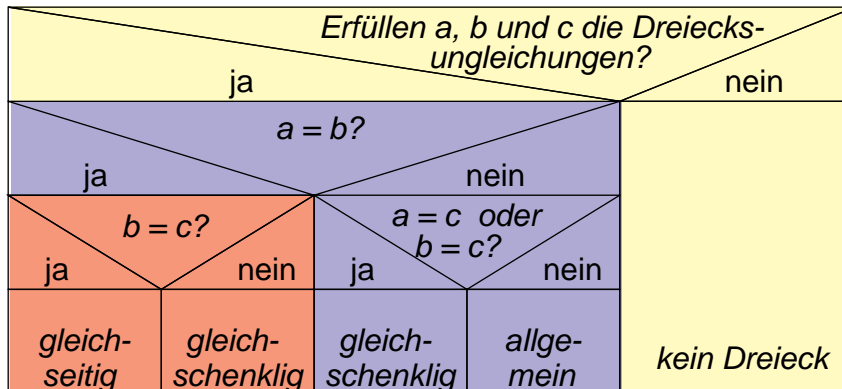 Erfüllen a, b und c die Dreiecks-
ungleichungen?
ja
nein
a = b?
ja
nein
b = c?
a = c oder
b = c?
ja
nein
ja
nein
gleich-
seitig
gleich-
schenklig
gleich-
schenklig
allge-
mein
kein Dreieck